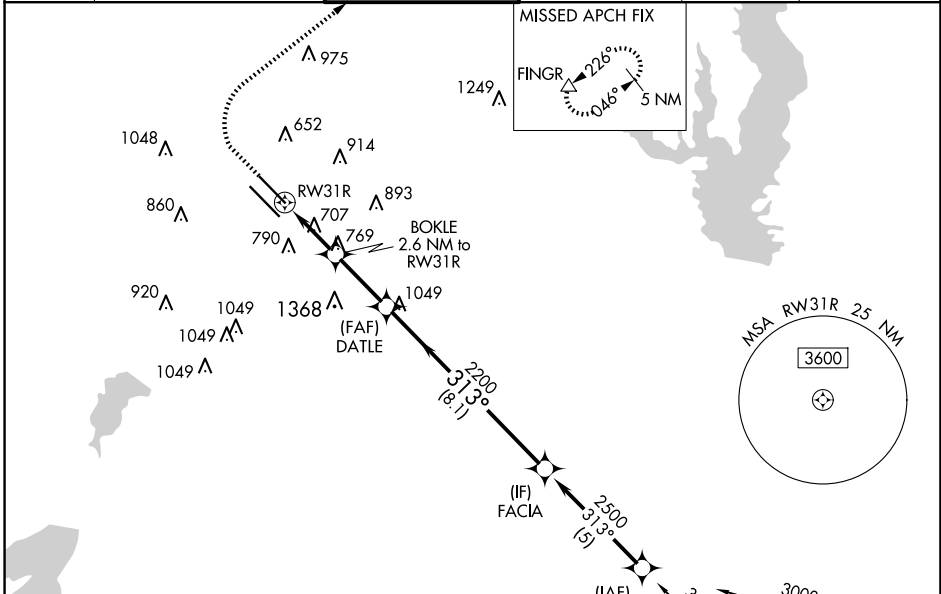 MISSED APCH FIX
FINGR
226°
046°
5 NM
975
1249
652
1048
914
RW31R
893
860
707
BOKLE
2.6 NM to
RW31R
769
790
920
1049
1049
1368
1049
1049
(FAF)
DATLE
MSA RW31R 25 NM
3600
2200
313°
(8.1)
(IF)
FACIA
2500
313°
(5)
(IAF)
3000